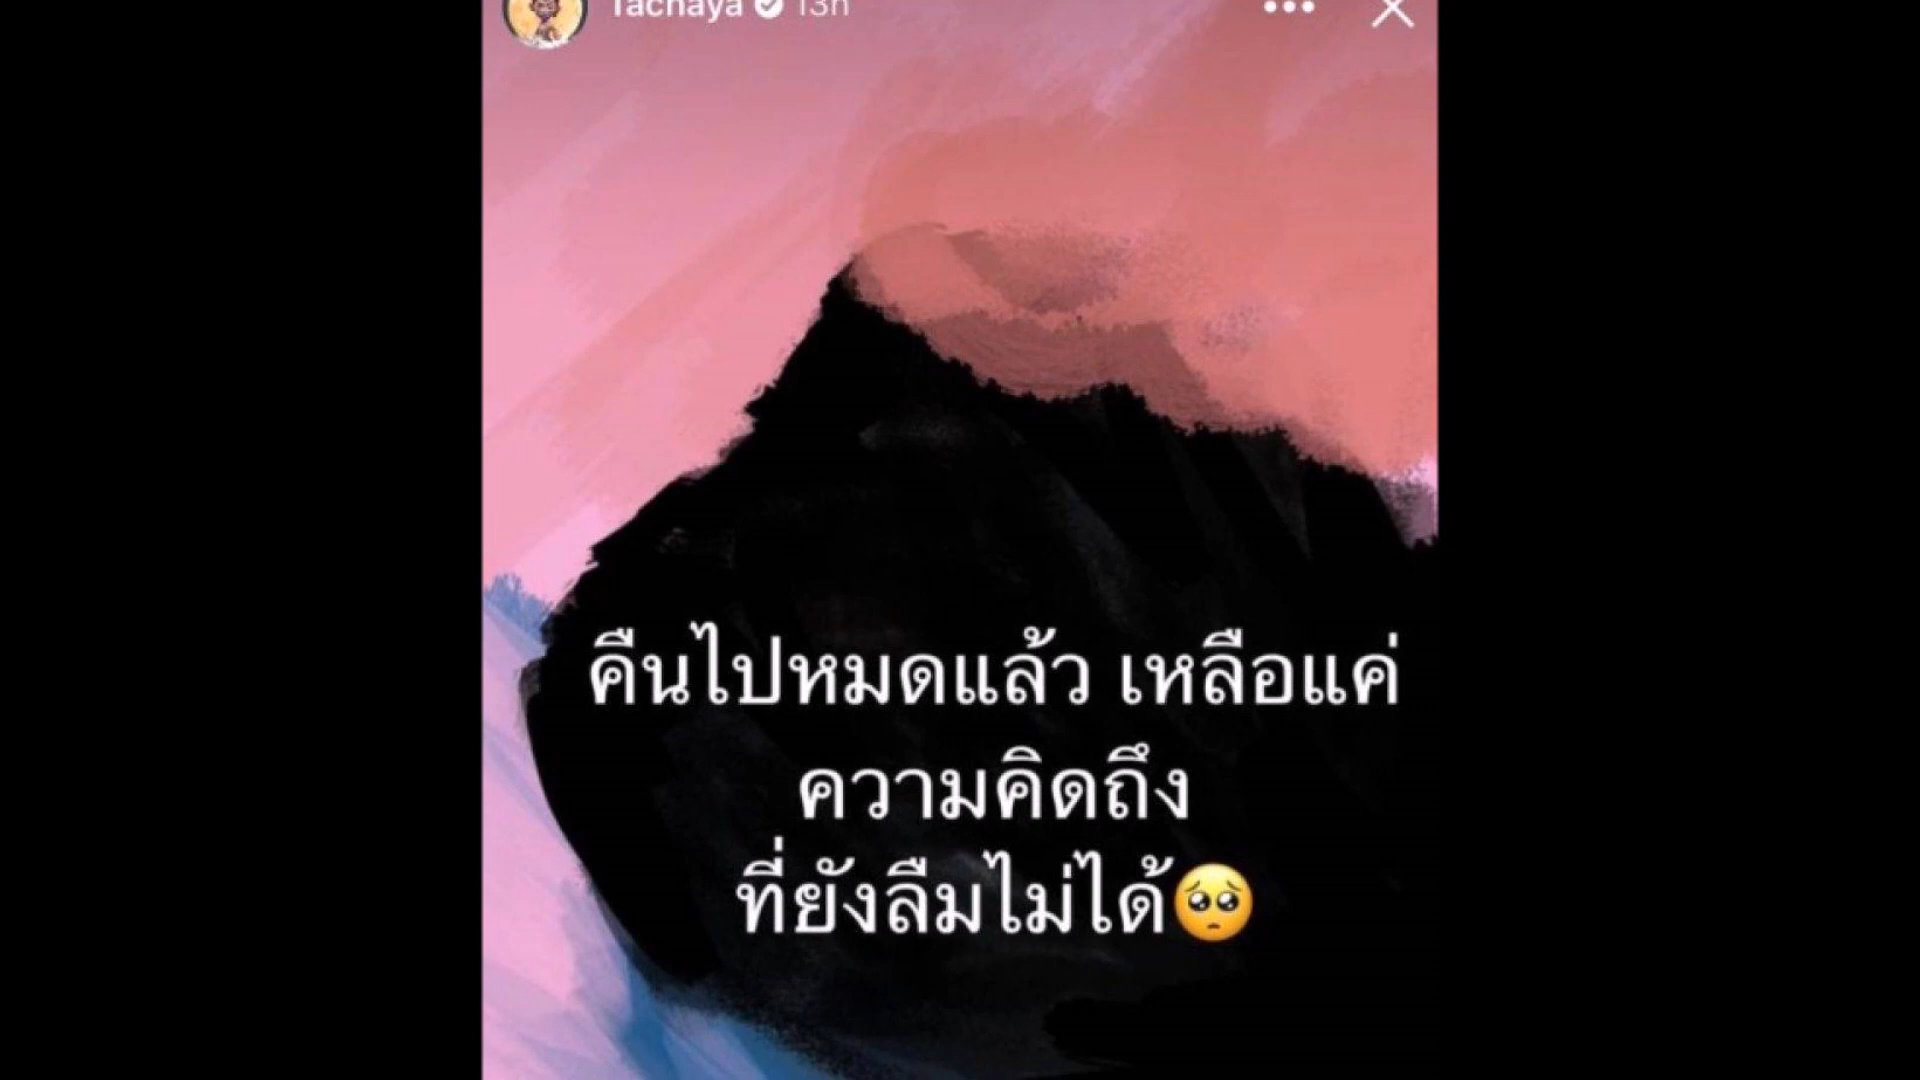 Tachaya 13h
คืนไปหมดแล้ว เหลือแค่
ความคิดถึง
ที่ยังลืมไม่ได้🥺